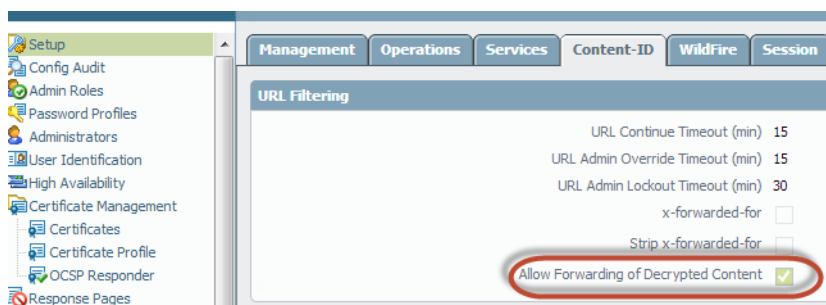 Setup
Config Audit
Admin Roles
Password Profiles
Administrators
User Identification
High Availability
Certificate Management
Certificates
Certificate Profile
OCSP Responder
Response Pages
Management Operations Services Content-ID WildFire Session
URL Filtering
URL Continue Timeout (min) 15
URL Admin Override Timeout (min) 15
URL Admin Lockout Timeout (min) 30
x-forwarded-for
Strip x-forwarded-for
Allow Forwarding of Decrypted Content